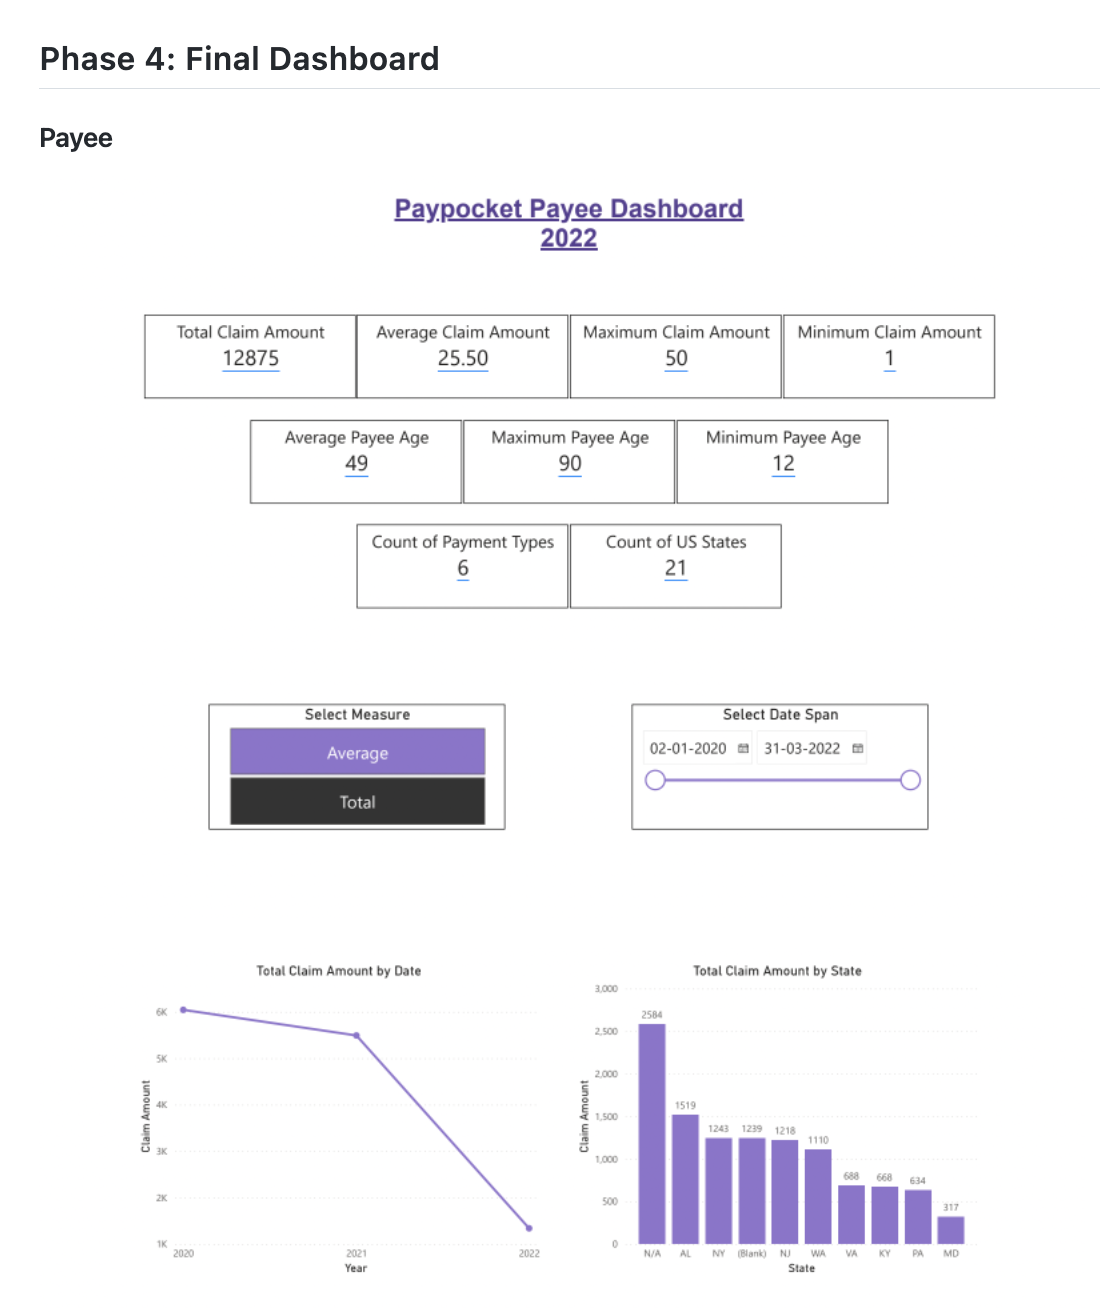 Phase 4: Final Dashboard
Payee
Paypocket Payee Dashboard
2022
Total Claim Amount
12875
Average Claim Amount
25.50
Maximum Claim Amount
50
Minimum Claim Amount
1
Average Payee Age
49
Maximum Payee Age
90
Minimum Payee Age
12
Count of Payment Types
6
Count of US States
21
Select Measure
Average
Total
Select Date Span
02-01-2020
31-03-2022
Total Claim Amount by Date
6K
5K
4K
3K
2K
1K
Claim Amount
2020
2021
2022
Year
Total Claim Amount by State
3,000
2,500
2,000
1,500
1,000
500
0
Claim Amount
2584
1519
1243
1239
1218
1110
688
668
634
317
N/A
AL
NY
(Blank)
NJ
WA
VA
KY
PA
MD
State